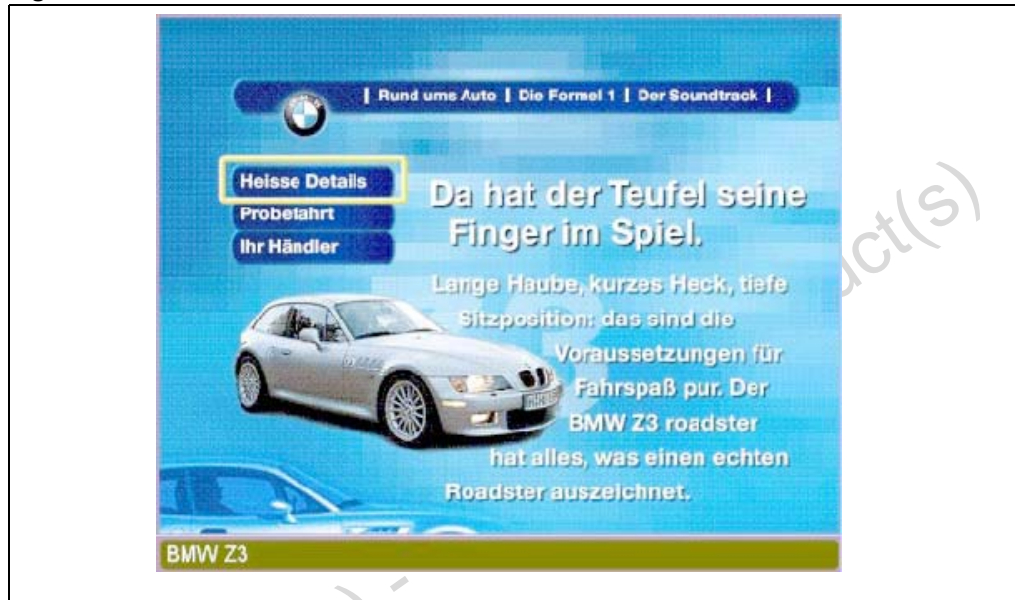 | Rund ums Auto | Die Formel 1 | Der Soundtrack |
Heisse Details
Probefahrt
Ihr Händler
Da hat der Teufel seine
Finger im Spiel.
Lange Haube, kurzes Heck, tiefe
Sitzposition: das sind die
Voraussetzungen für
Fahrspaß pur. Der
BMW Z3 roadster
hat alles, was einen echten
Roadster auszeichnet.
BMW Z3